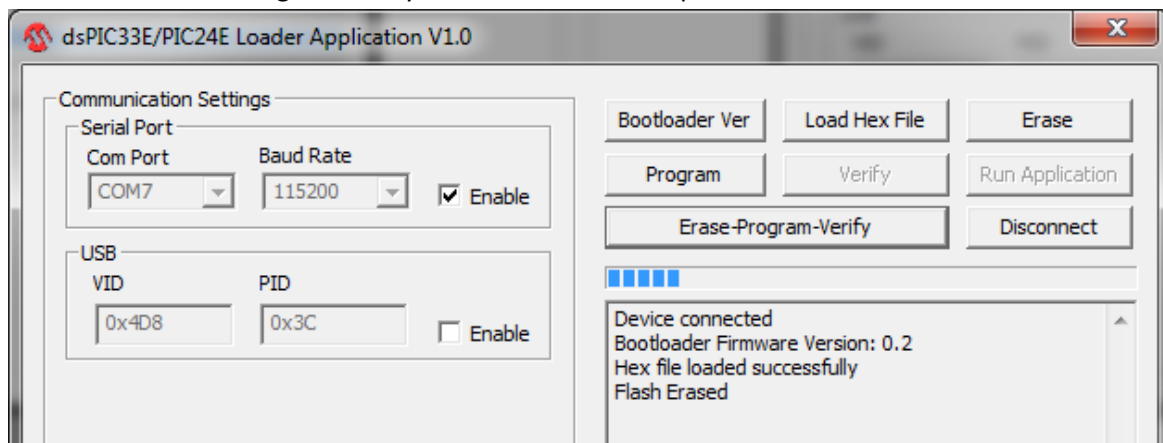 dsPIC33E/PIC24E Loader Application V1.0
Communication Settings
Serial Port
Com Port Baud Rate
COM7 115200 Enable
USB
VID PID
0x4D8 0x3C Enable
Bootloader Ver Load Hex File Erase
Program Verify Run Application
Erase-Program-Verify Disconnect
Device connected
Bootloader Firmware Version: 0.2
Hex file loaded successfully
Flash Erased